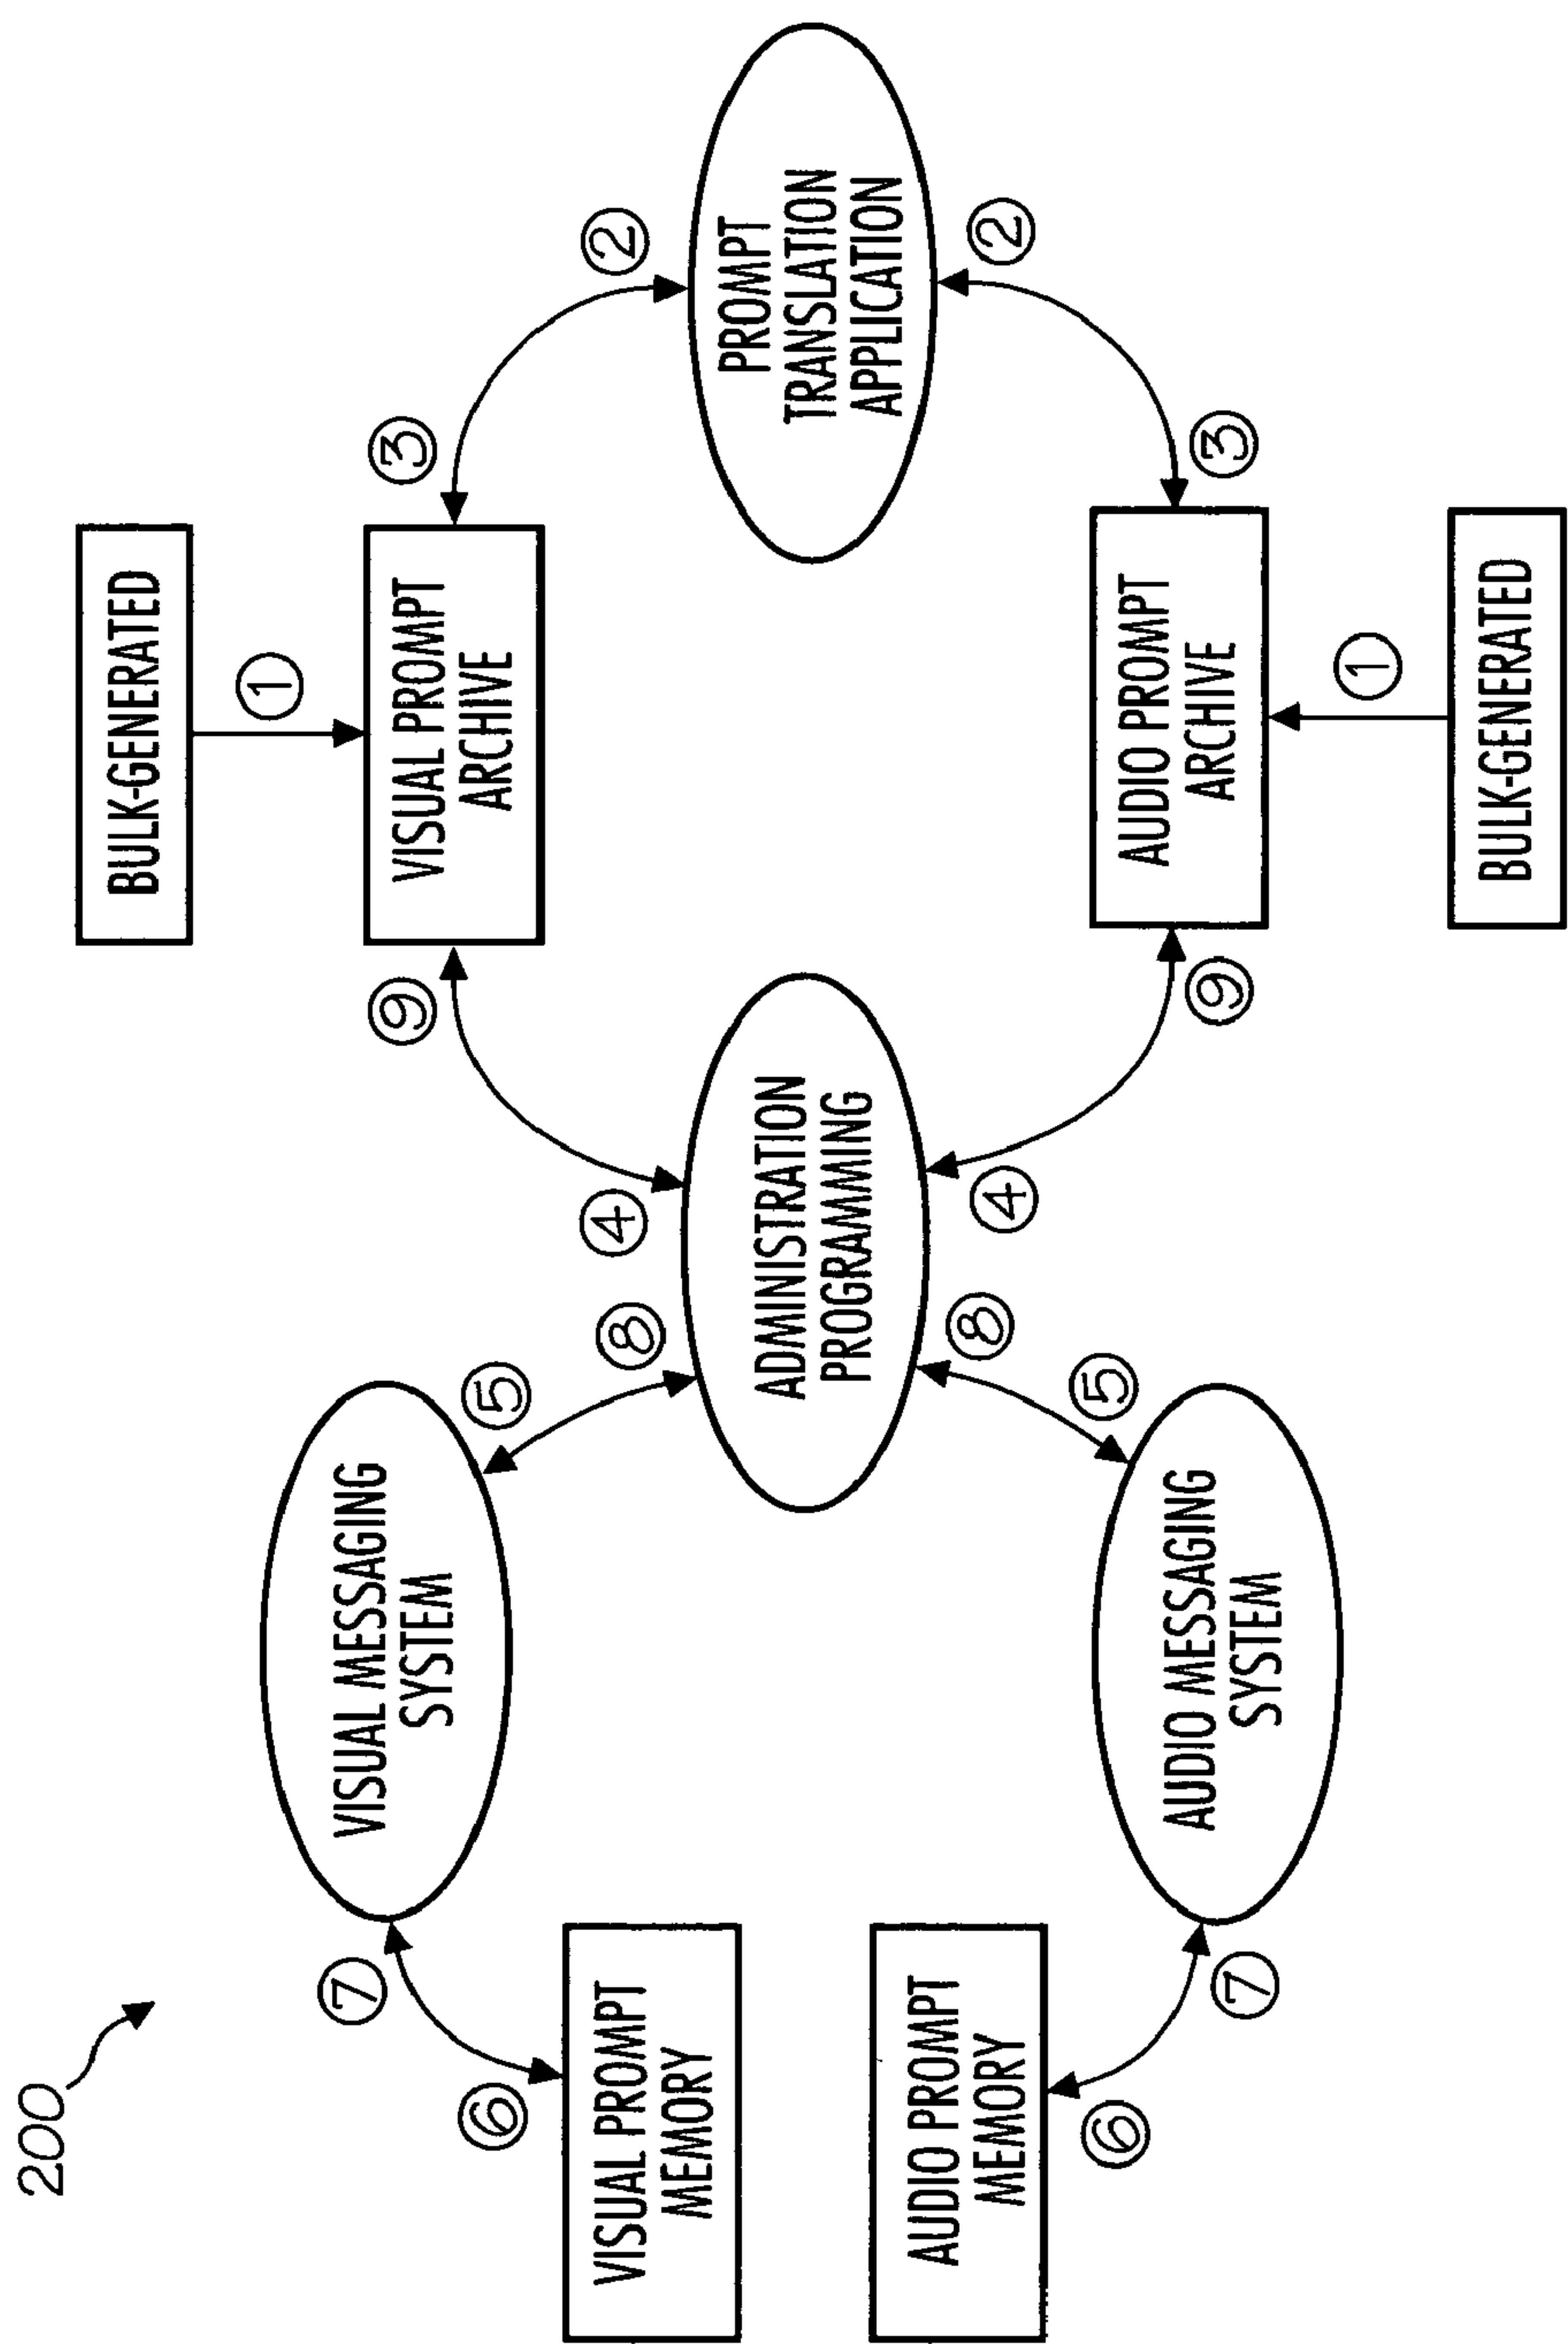 200
BULK-GENERATED
①
VISUAL PROMPT
ARCHIVE
⑨
③
VISUAL MESSAGING
SYSTEM
⑦
⑤
⑥
⑧
④
②
VISUAL PROMPT
MEMORY
ADMINISTRATION
PROGRAMMING
PROMPT
TRANSLATION
APPLICATION
AUDIO PROMPT
MEMORY
⑥
⑧
④
②
⑤
AUDIO MESSAGING
SYSTEM
⑦
AUDIO PROMPT
ARCHIVE
⑨
③
①
BULK-GENERATED